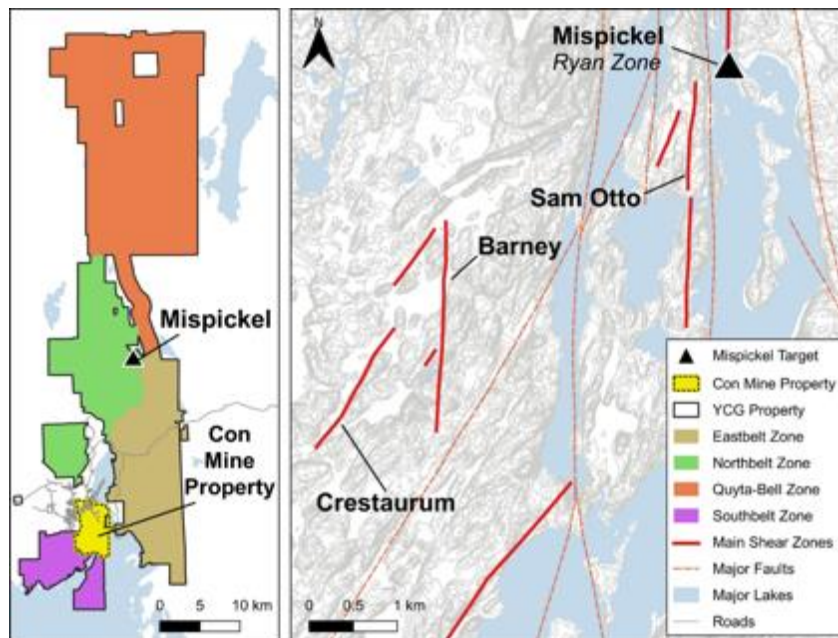 Mispickel
Con
Mine
Property
0 5 10 km
N
Mispickel
Ryan Zone
Sam Otto
Barney
Crestaurum
0 0.5 1 km
Mispickel Target
Con Mine Property
YCG Property
Eastbelt Zone
Northbelt Zone
Quyta-Bell Zone
Southbelt Zone
Main Shear Zones
Major Faults
Major Lakes
Roads